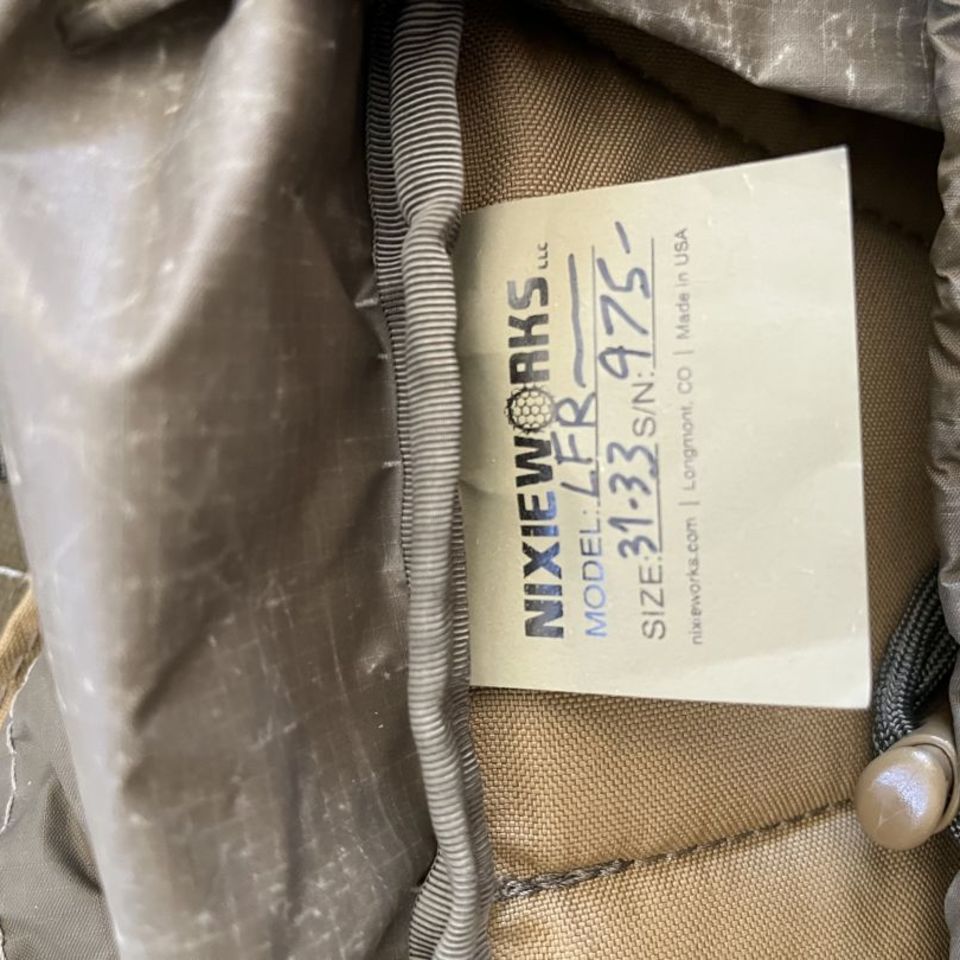 NIXIEWORKS LLC
MODEL: LFR
SIZE: 31.33 S/N: 975-
nixieworks.com | Longmont, CO | Made in USA